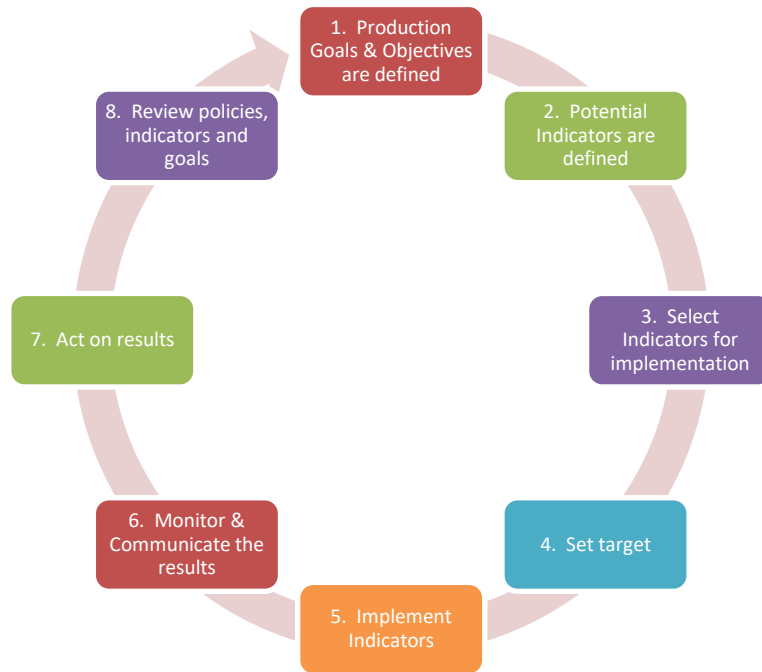 1. Production
Goals & Objectives
are defined
2. Potential
Indicators are
defined
3. Select
Indicators for
implementation
4. Set target
5. Implement
Indicators
6. Monitor &
Communicate the
results
7. Act on results
8. Review policies,
indicators and
goals